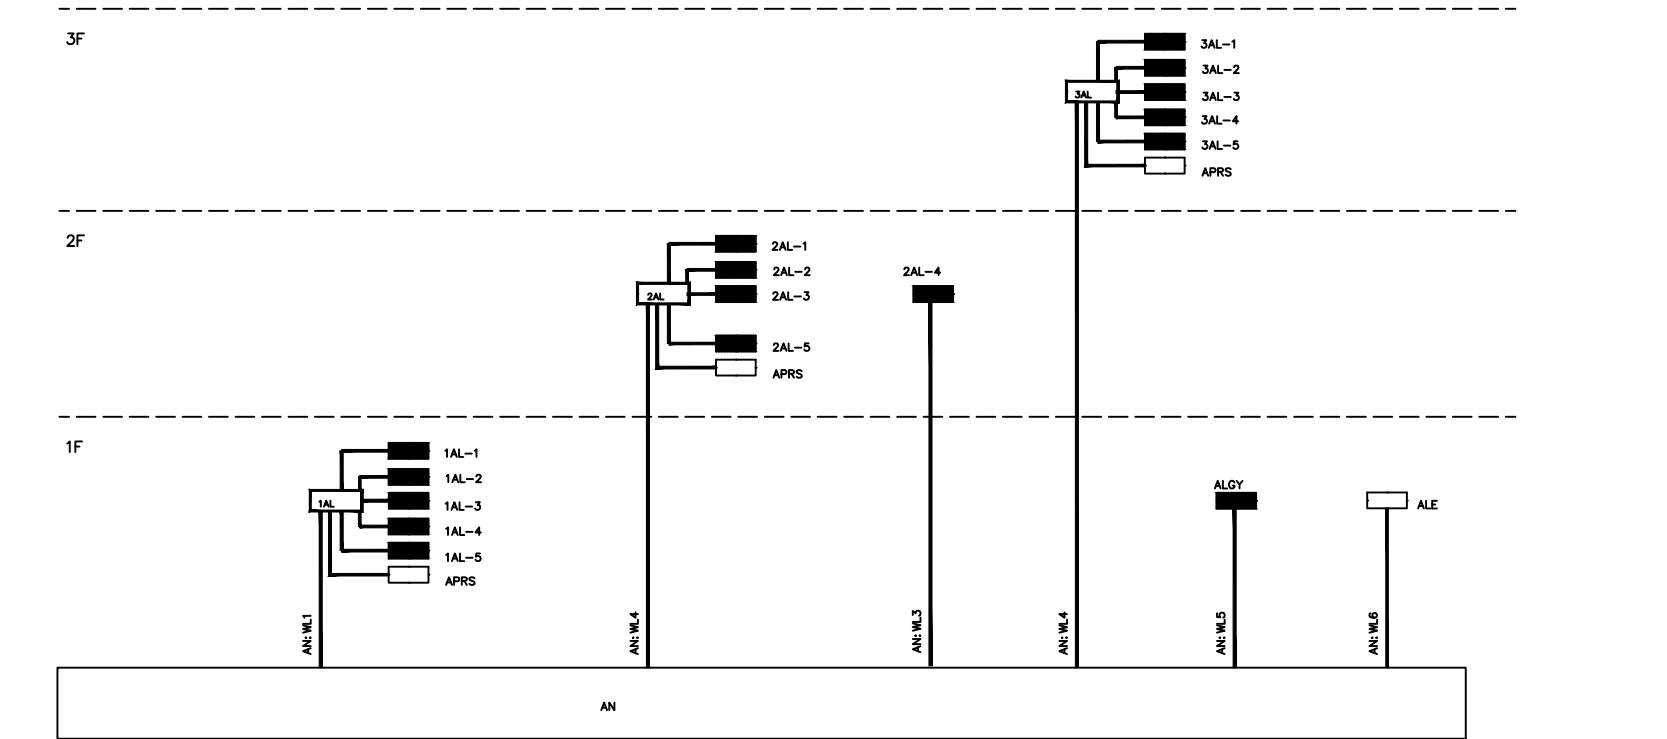 3F
3AL-1
3AL-2
3AL
3AL-3
3AL-4
3AL-5
APRS
2F
2AL-1
2AL-2
2AL
2AL-3
2AL-5
APRS
2AL-4
1F
1AL-1
1AL-2
1AL
1AL-3
1AL-4
1AL-5
APRS
ALGY
ALE
AN: WL1
AN: WL4
AN: WL3
AN: WL4
AN: WL5
AN: WL6
AN